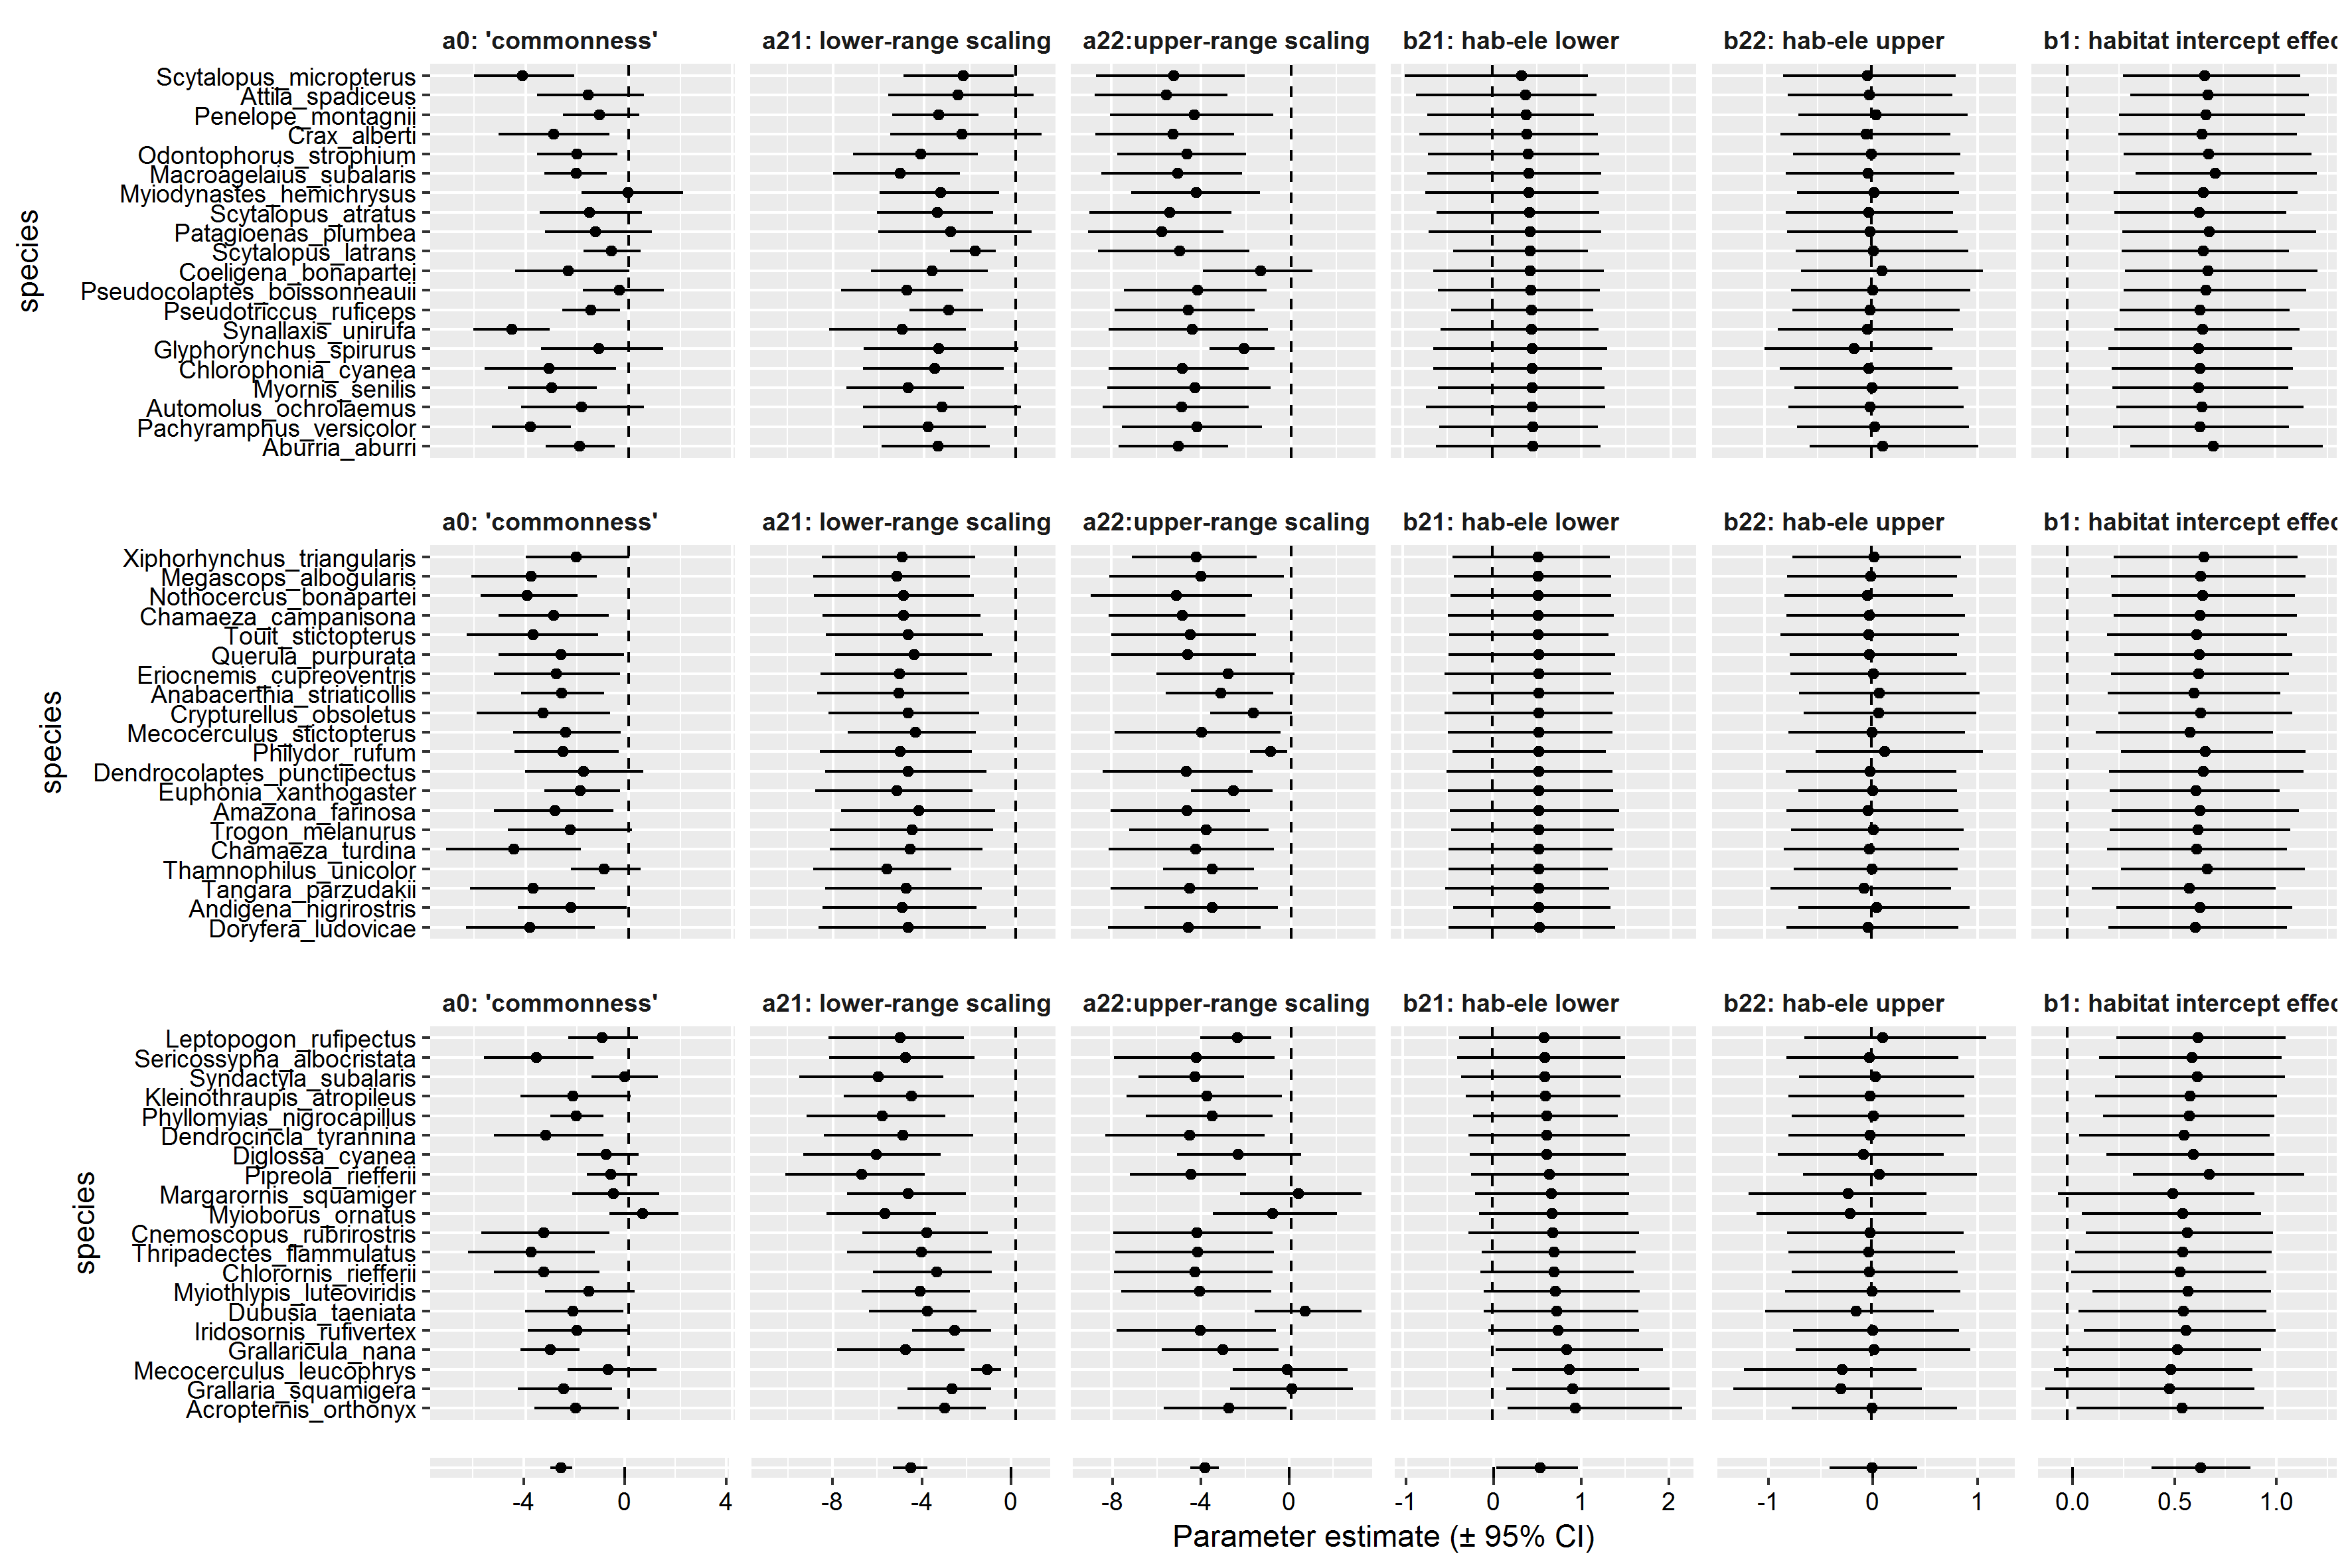 a0: 'commonness' a21: lower-range scaling a22:upper-range scaling b21: hab-ele lower b22: hab-ele upper b1: habitat intercept effec
species
Scytalopus_micropterus
Attila_spadiceus
Penelope_montagnii
Crax_alberti
Odontophorus_strophium
Macroagelaius_subalaris
Myiodynastes_hemichrysus
Scytalopus_atratus
Patagioenas_plumbea
Scytalopus_latrans
Coeligena_bonapartei
Pseudocolaptes_boissonneauii
Pseudotriccus_ruficeps
Synallaxis_unirufa
Glyphorynchus_spirurus
Chlorophonia_cyanea
Myornis_senilis
Automolus_ochrolaemus
Pachyramphus_versicolor
Aburria_aburri
a0: 'commonness' a21: lower-range scaling a22:upper-range scaling b21: hab-ele lower b22: hab-ele upper b1: habitat intercept effec
species
Xiphorhynchus_triangularis
Megascops_albogularis
Nothocercus_bonapartei
Chamaeza_campanisona
Touit_stictopterus
Querula_purpurata
Eriocnemis_cupreoventris
Anabacerthia_striaticollis
Crypturellus_obsoletus
Mecocerculus_stictopterus
Philydor_rufum
Dendrocolaptes_punctipectus
Euphonia_xanthogaster
Amazona_farinosa
Trogon_melanurus
Chamaeza_turdina
Thamnophilus_unicolor
Tangara_parzudakii
Andigena_nigrirostris
Doryfera_ludovicae
a0: 'commonness' a21: lower-range scaling a22:upper-range scaling b21: hab-ele lower b22: hab-ele upper b1: habitat intercept effec
species
Leptopogon_rufipectus
Sericossypha_albocristata
Syndactyla_subalaris
Kleinothraupis_atropileus
Phyllomyias_nigrocapillus
Dendrocincla_tyrannina
Diglossa_cyanea
Pipreola_riefferii
Margarornis_squamiger
Myioborus_ornatus
Cnemoscopus_rubrirostris
Thripadectes_flammulatus
Chlorornis_riefferii
Myiothlypis_luteoviridis
Dubusia_taeniata
Iridosornis_rufivertex
Grallaricula_nana
Mecocerculus_leucophrys
Grallaria_squamigera
Acropternis_orthonyx
-4 0 4 -8 -4 0 -8 -4 0 -1 0 1 2 -1 0 1 0.0 0.5 1.0
Parameter estimate (± 95% CI)